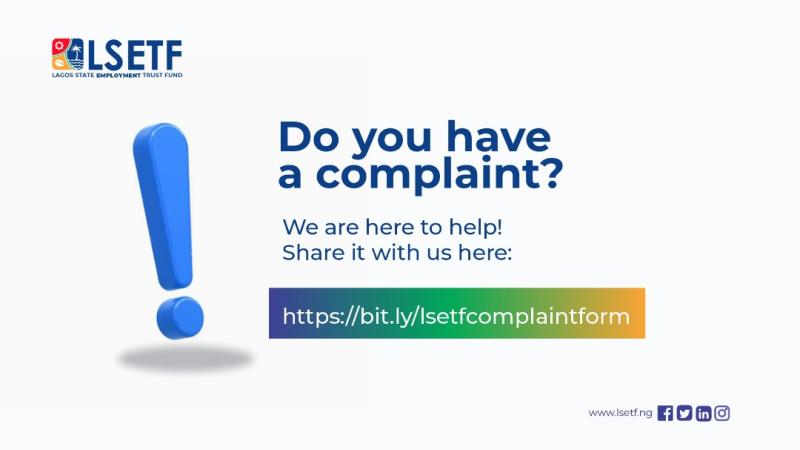 LSETF
LAGOS STATE EMPLOYMENT TRUST FUND
Do you have
a complaint?
We are here to help!
Share it with us here:
https://bit.ly/lsetfcomplaintform
www.lsetf.ng